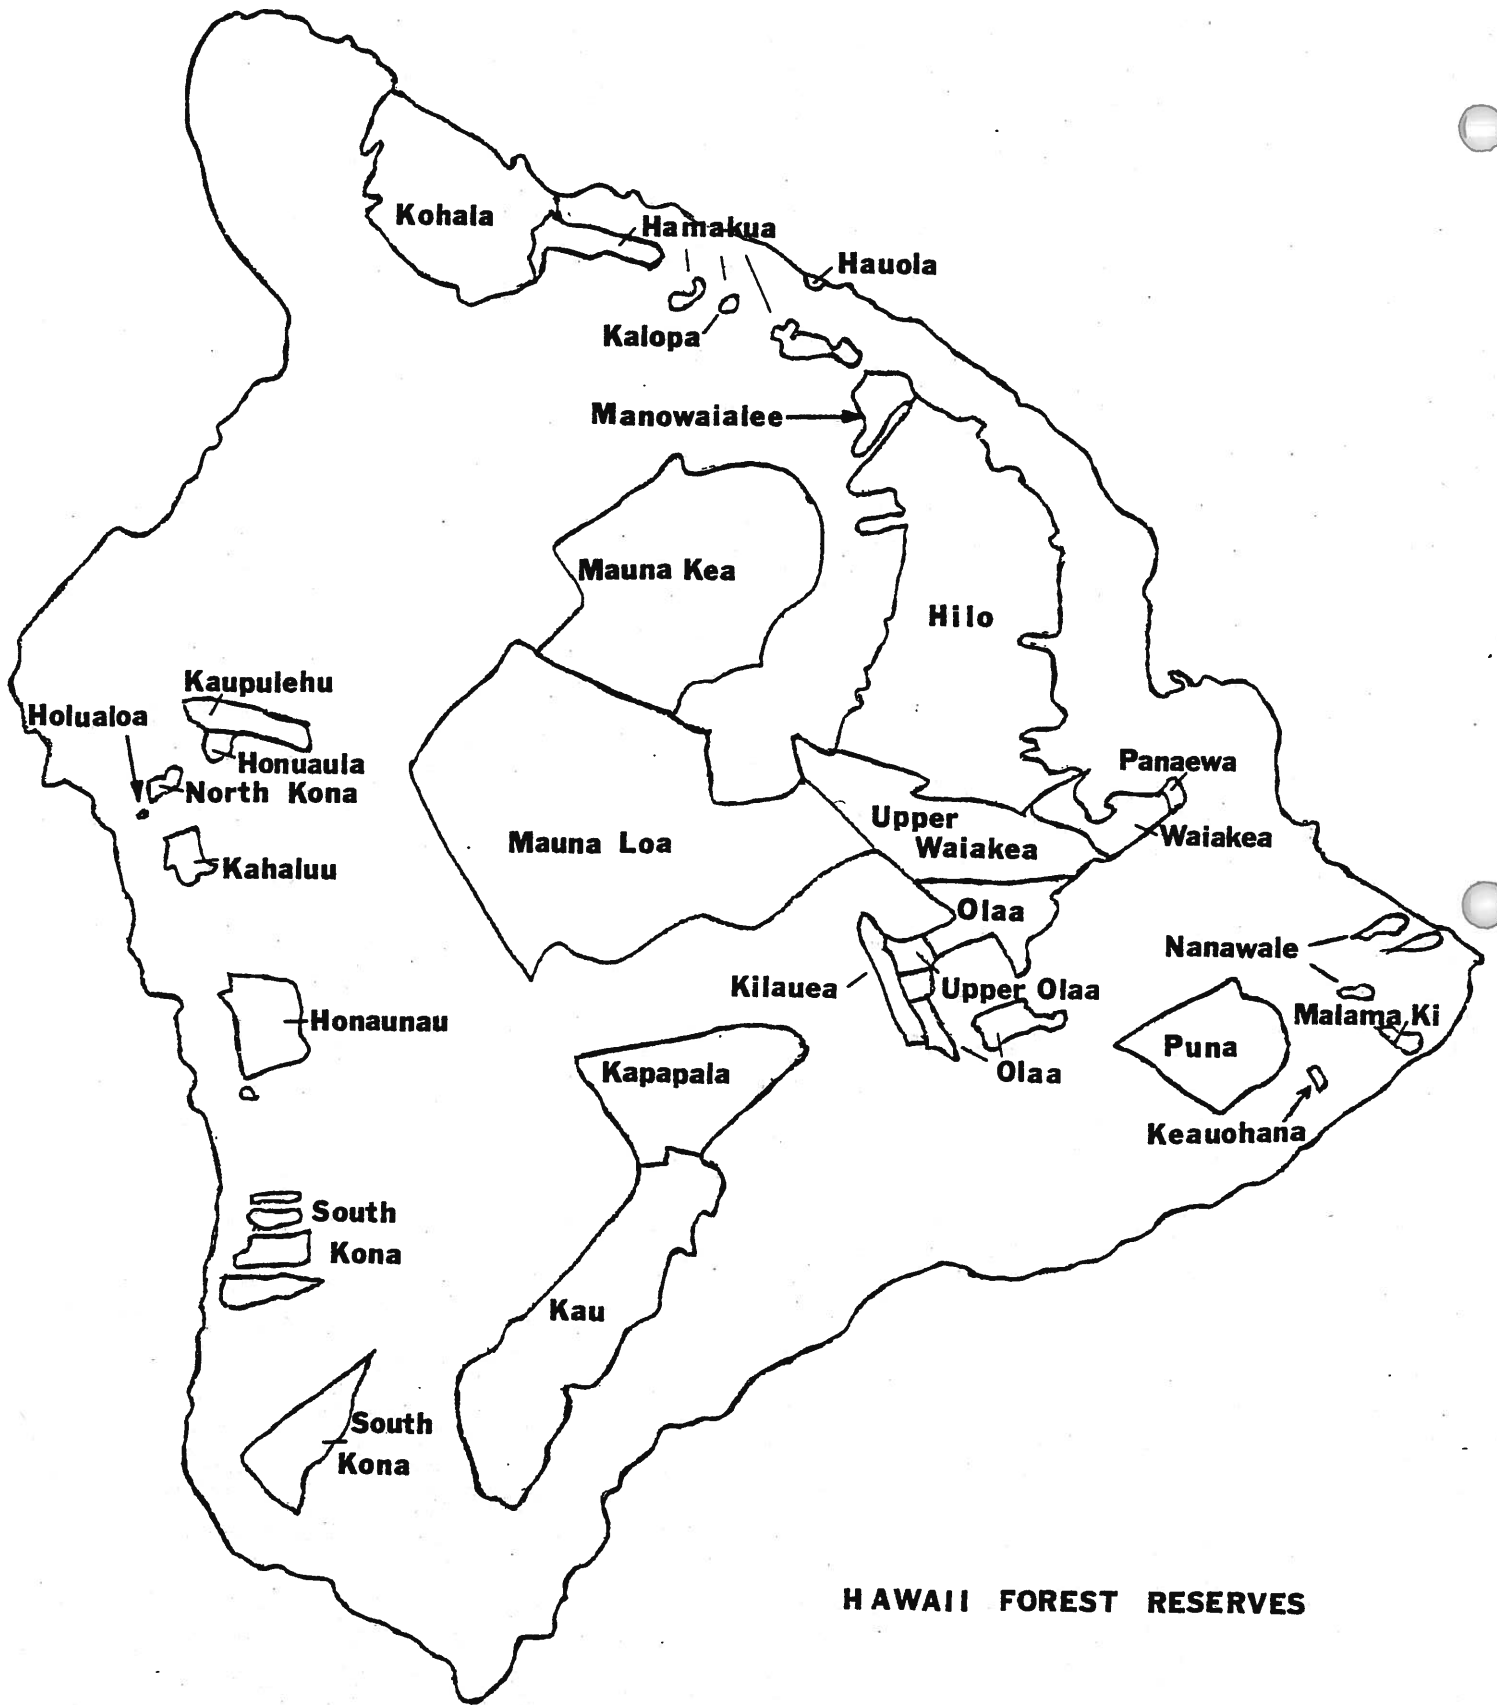 Kohala
Hamakua
Hauola
Kalopa
Manowaialee
Mauna Kea
Hilo
Kaupulehu
Holualoa
Honuaula
North Kona
Panaewa
Upper
Waiakea
Waiakea
Mauna Loa
Kahaluu
Olaa
Nanawale
Kilauea
Upper Olaa
Malama Ki
Honaunau
Puna
Kapapala
Olaa
Keauohana
South
Kona
Kau
South
Kona
HAWAII FOREST RESERVES